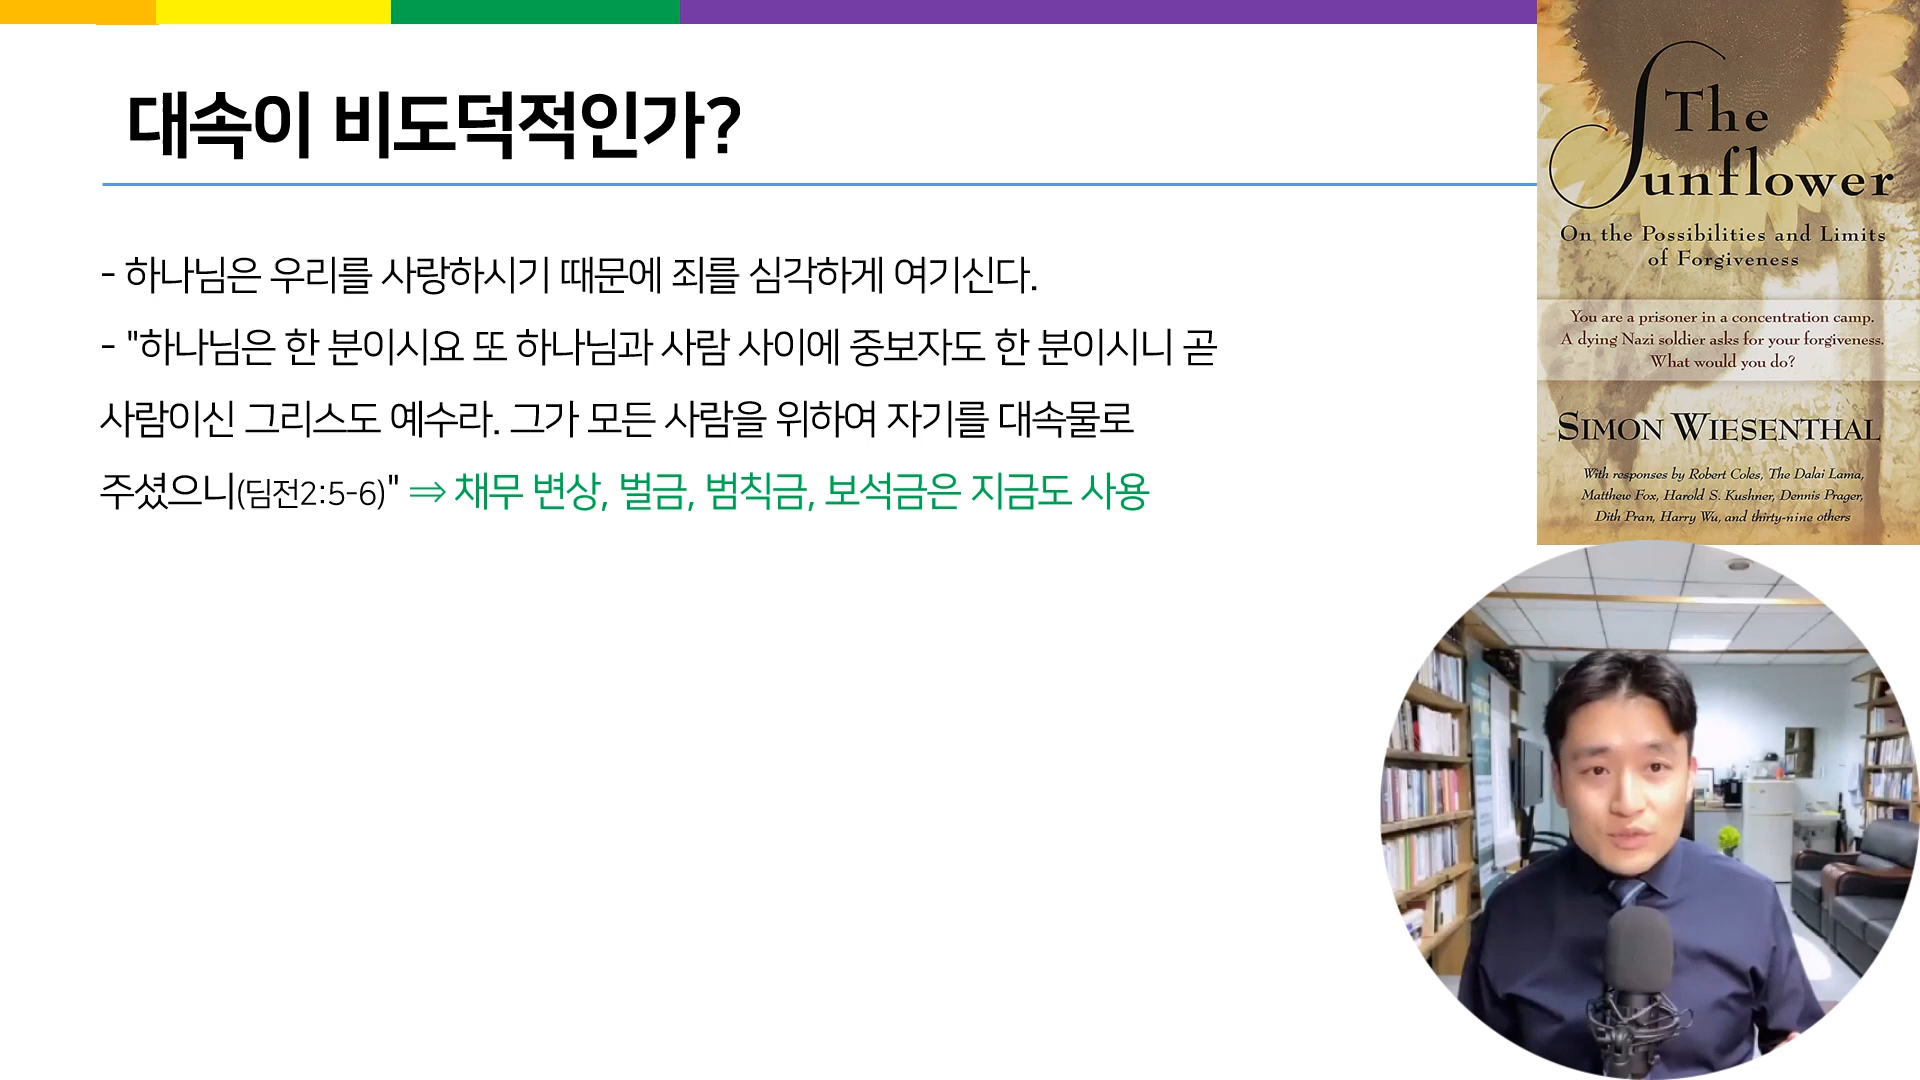 대속이 비도덕적인가?
- 하나님은 우리를 사랑하시기 때문에 죄를 심각하게 여기신다.
- "하나님은 한 분이시요 또 하나님과 사람 사이에 중보자도 한 분이시니 곧
사람이신 그리스도 예수라. 그가 모든 사람을 위하여 자기를 대속물로
주셨으니(딤전2:5-6)" ⇒ 채무 변상, 벌금, 범칙금, 보석금은 지금도 사용
The
Sunflower
On the Possibilities and Limits
of Forgiveness
You are a prisoner in a concentration camp.
A dying Nazi soldier asks for your forgiveness.
What would you do?
SIMON WIESENTHAL
With responses by Robert Coles, The Dalai Lama,
Matthew Fox, Harold S. Kushner, Dennis Prager,
Dith Pran, Harry Wu, and thirty-nine others